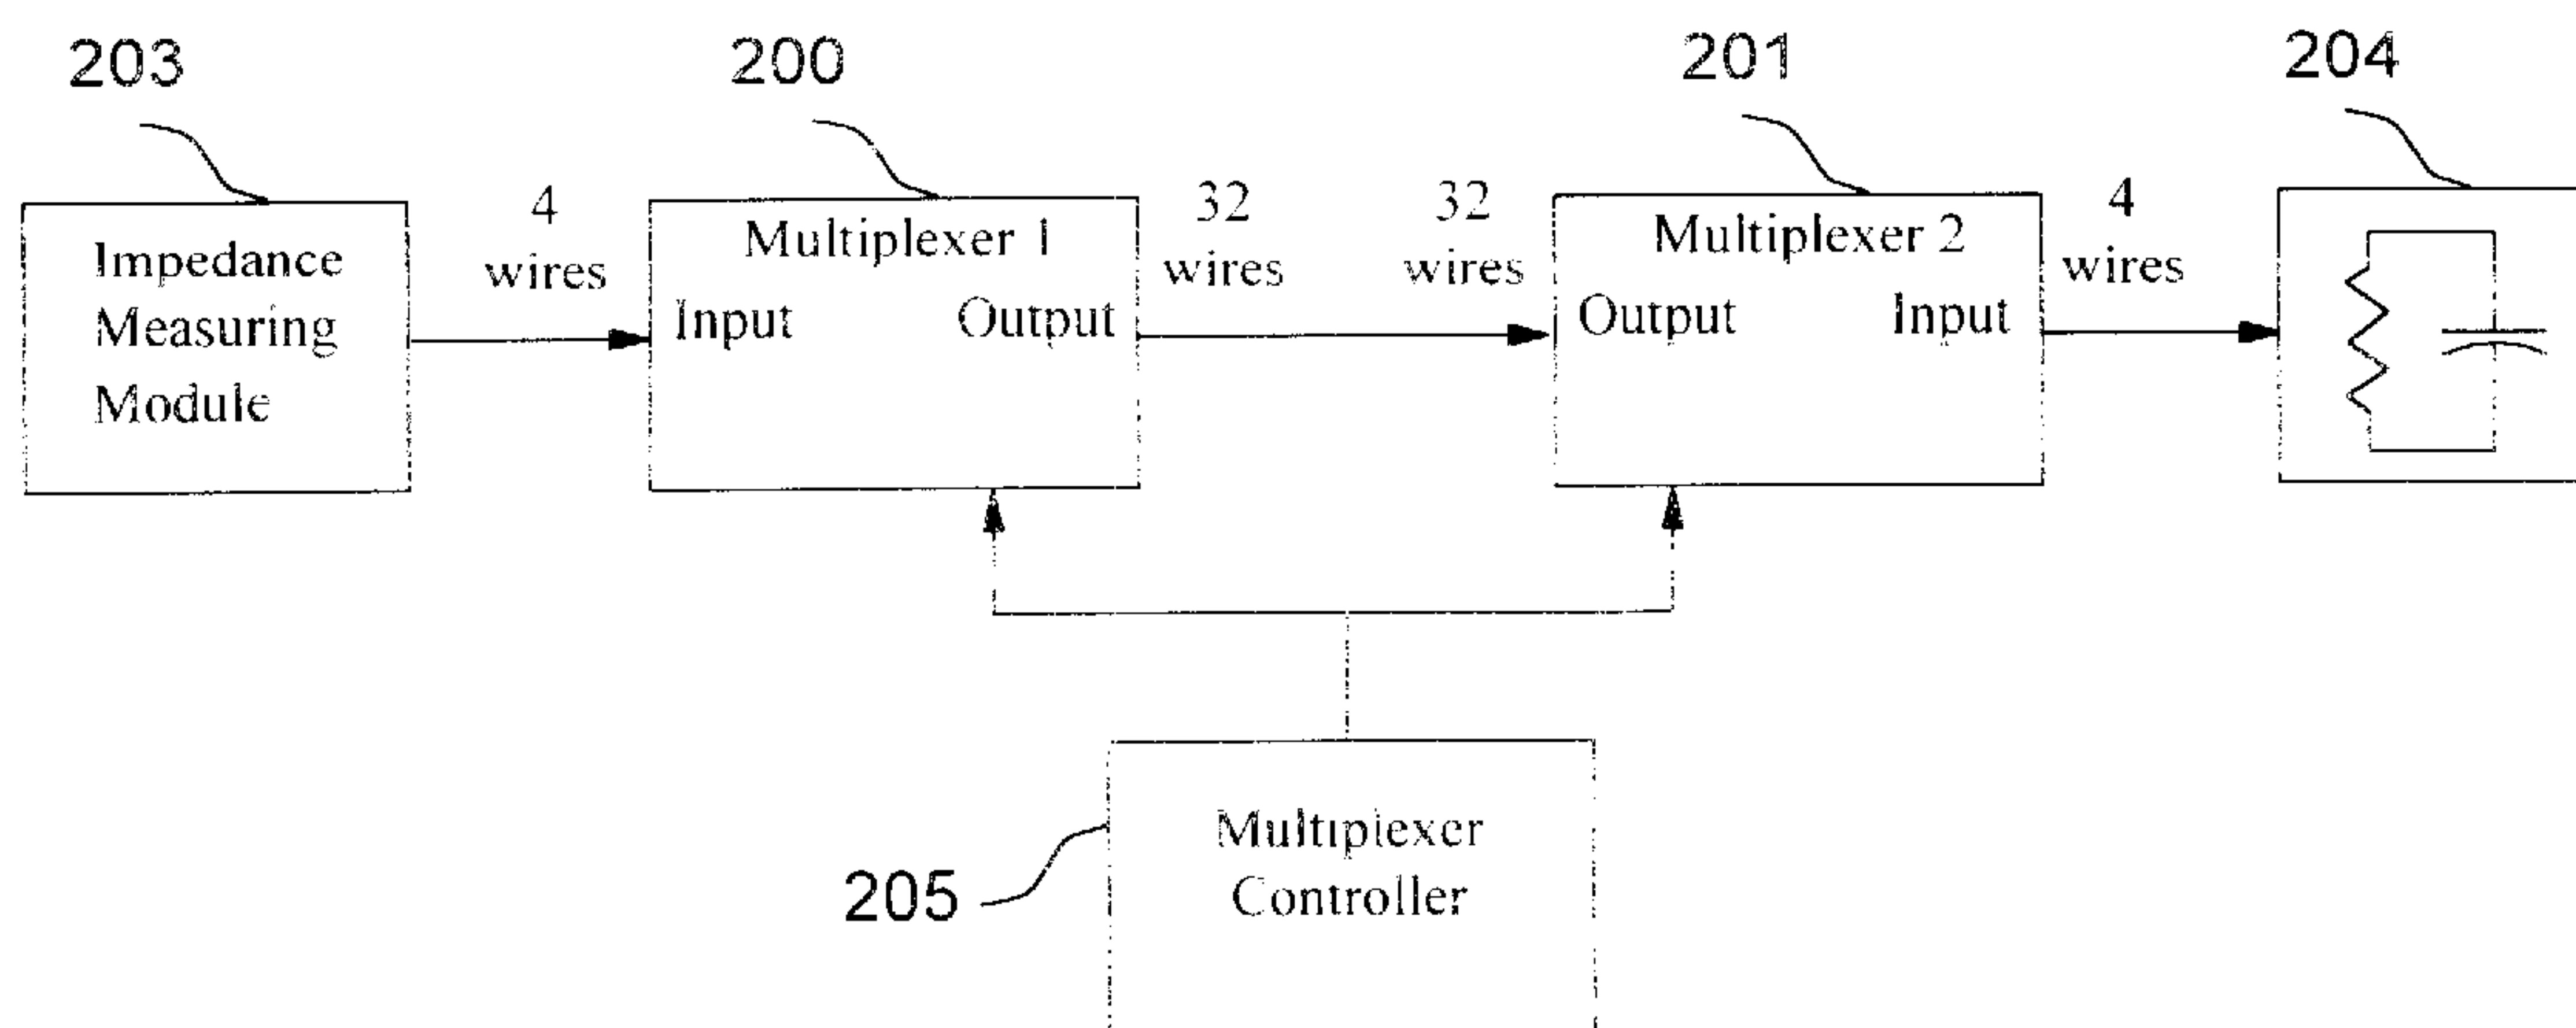 203
200
201
204
Impedance
Measuring
Module
4
wires
Multiplexer 1
Input
Output
32
wires
32
wires
Multiplexer 2
Output
Input
4
wires
205
Multiplexer
Controller